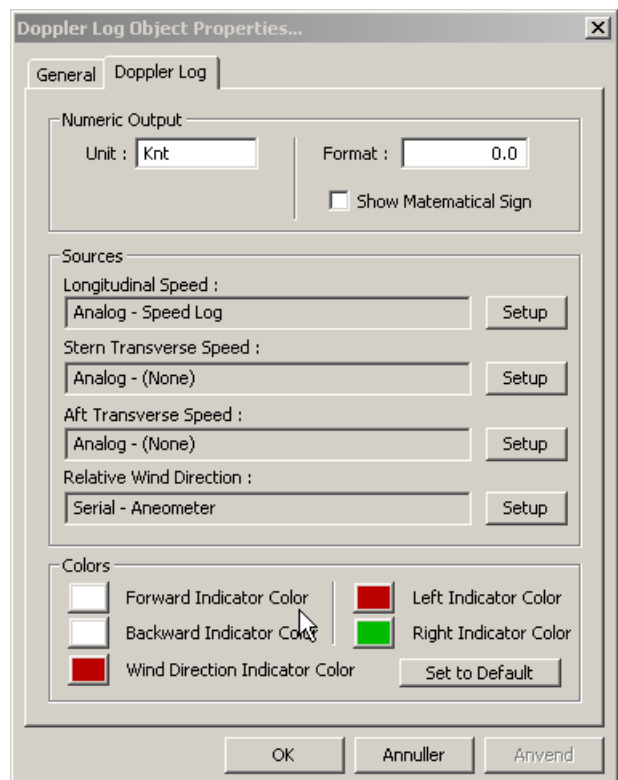 Doppler Log Object Properties...
General Doppler Log
Numeric Output
Unit : Knt Format : 0.0
Show Matematical Sign
Sources
Longitudinal Speed :
Analog - Speed Log Setup
Stern Transverse Speed :
Analog - (None) Setup
Aft Transverse Speed :
Analog - (None) Setup
Relative Wind Direction :
Serial - Aneometer Setup
Colors
Forward Indicator Color Left Indicator Color
Backward Indicator Color Right Indicator Color
Wind Direction Indicator Color Set to Default
OK Annuller Anvend